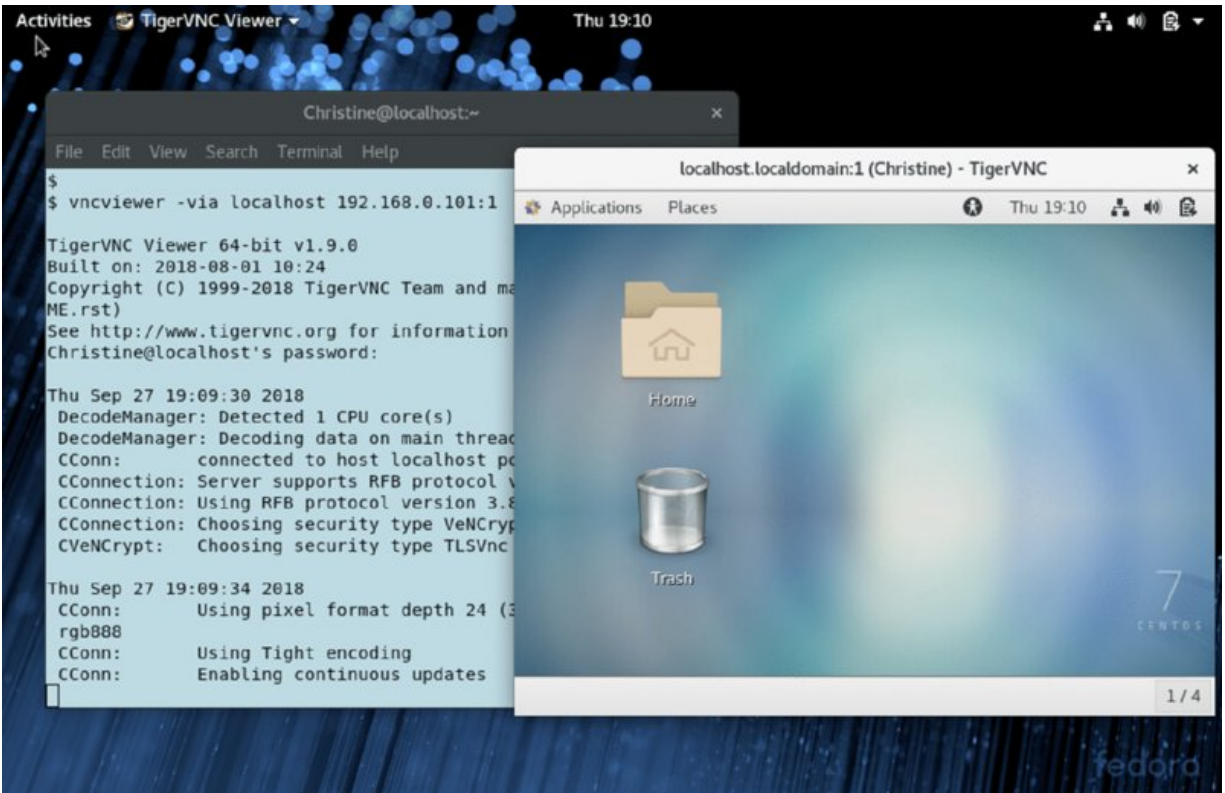 Activities TigerVNC Viewer Thu 19:10
Christine@localhost:~
File Edit View Search Terminal Help
$
$ vncviewer -via localhost 192.168.0.101:1
TigerVNC Viewer 64-bit v1.9.0
Built on: 2018-08-01 10:24
Copyright (C) 1999-2018 TigerVNC Team and ma
ME.rst)
See http://www.tigervnc.org for information
Christine@localhost's password:
Thu Sep 27 19:09:30 2018
DecodeManager: Detected 1 CPU core(s)
DecodeManager: Decoding data on main threa
CConn: connected to host localhost po
CConnection: Server supports RFB protocol v
CConnection: Using RFB protocol version 3.8
CConnection: Choosing security type VeNCryp
CVeNCrypt: Choosing security type TLSVnc
Thu Sep 27 19:09:34 2018
CConn: Using pixel format depth 24 (3
rgb888
CConn: Using Tight encoding
CConn: Enabling continuous updates
localhost.localdomain:1 (Christine) - TigerVNC
Applications Places Thu 19:10
Home
Trash
7
CENTOS
1 / 4
fedora